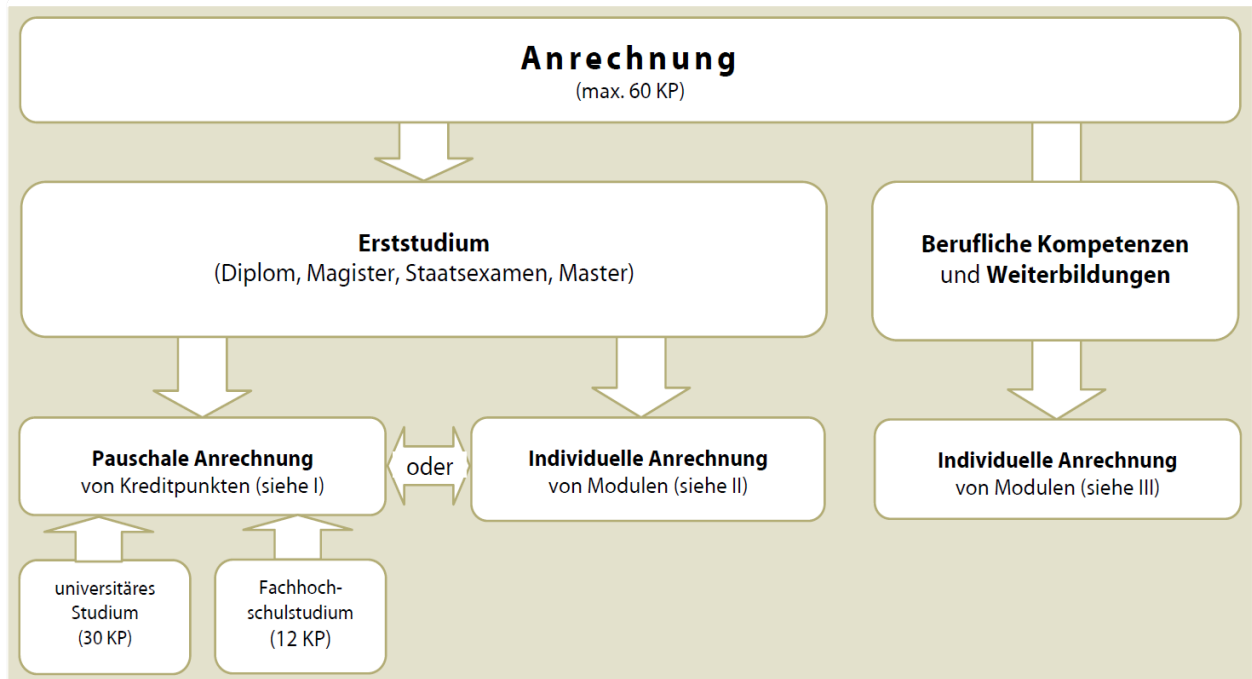 Anrechnung
(max. 60 KP)
Erststudium
(Diplom, Magister, Staatsexamen, Master)
Berufliche Kompetenzen
und Weiterbildungen
Pauschale Anrechnung
von Kreditpunkten (siehe I)
oder
Individuelle Anrechnung
von Modulen (siehe II)
Individuelle Anrechnung
von Modulen (siehe III)
universitäres
Studium
(30 KP)
Fachhoch-
schulstudium
(12 KP)